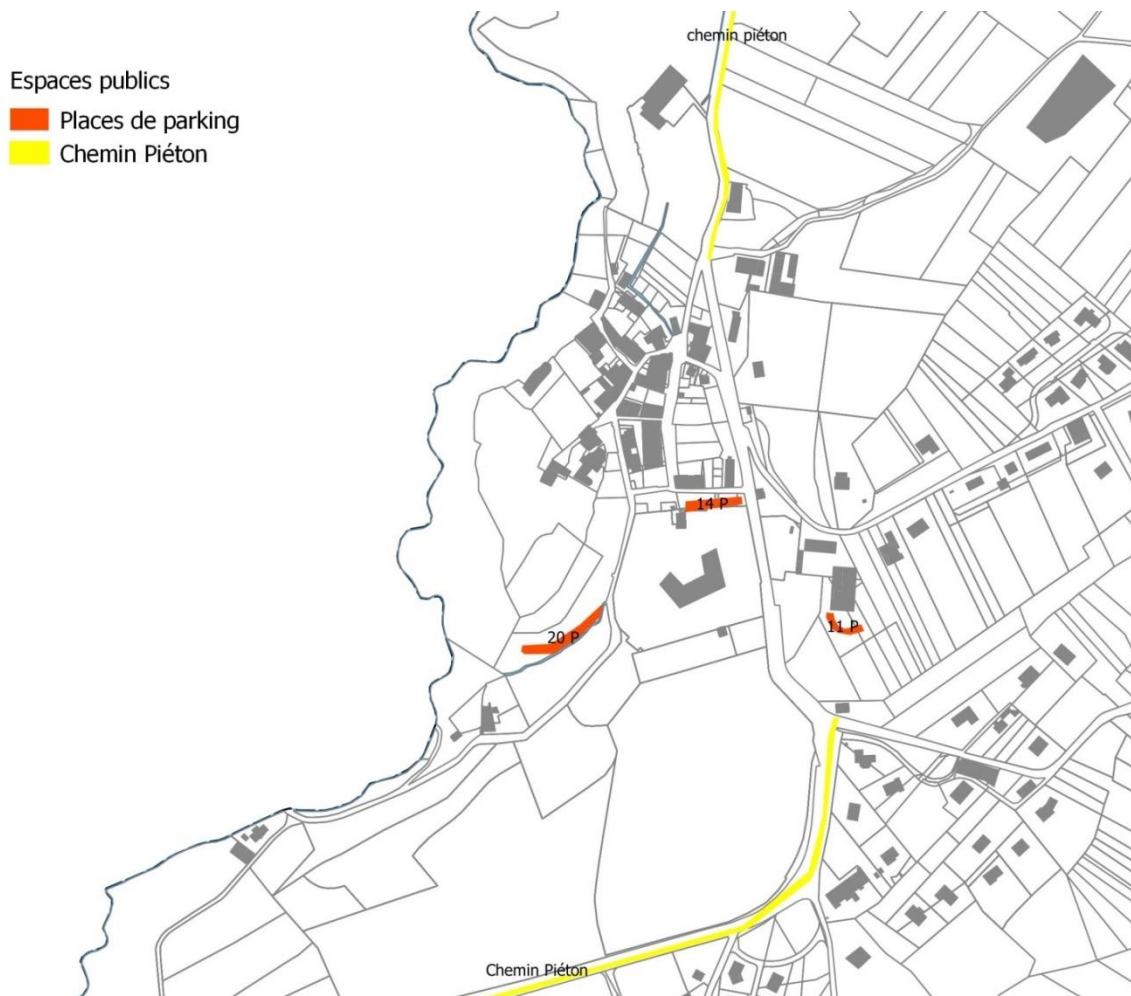 chemin piéton
Espaces publics
Places de parking
Chemin Piéton
14 P
20 P
11 P
Chemin Piéton